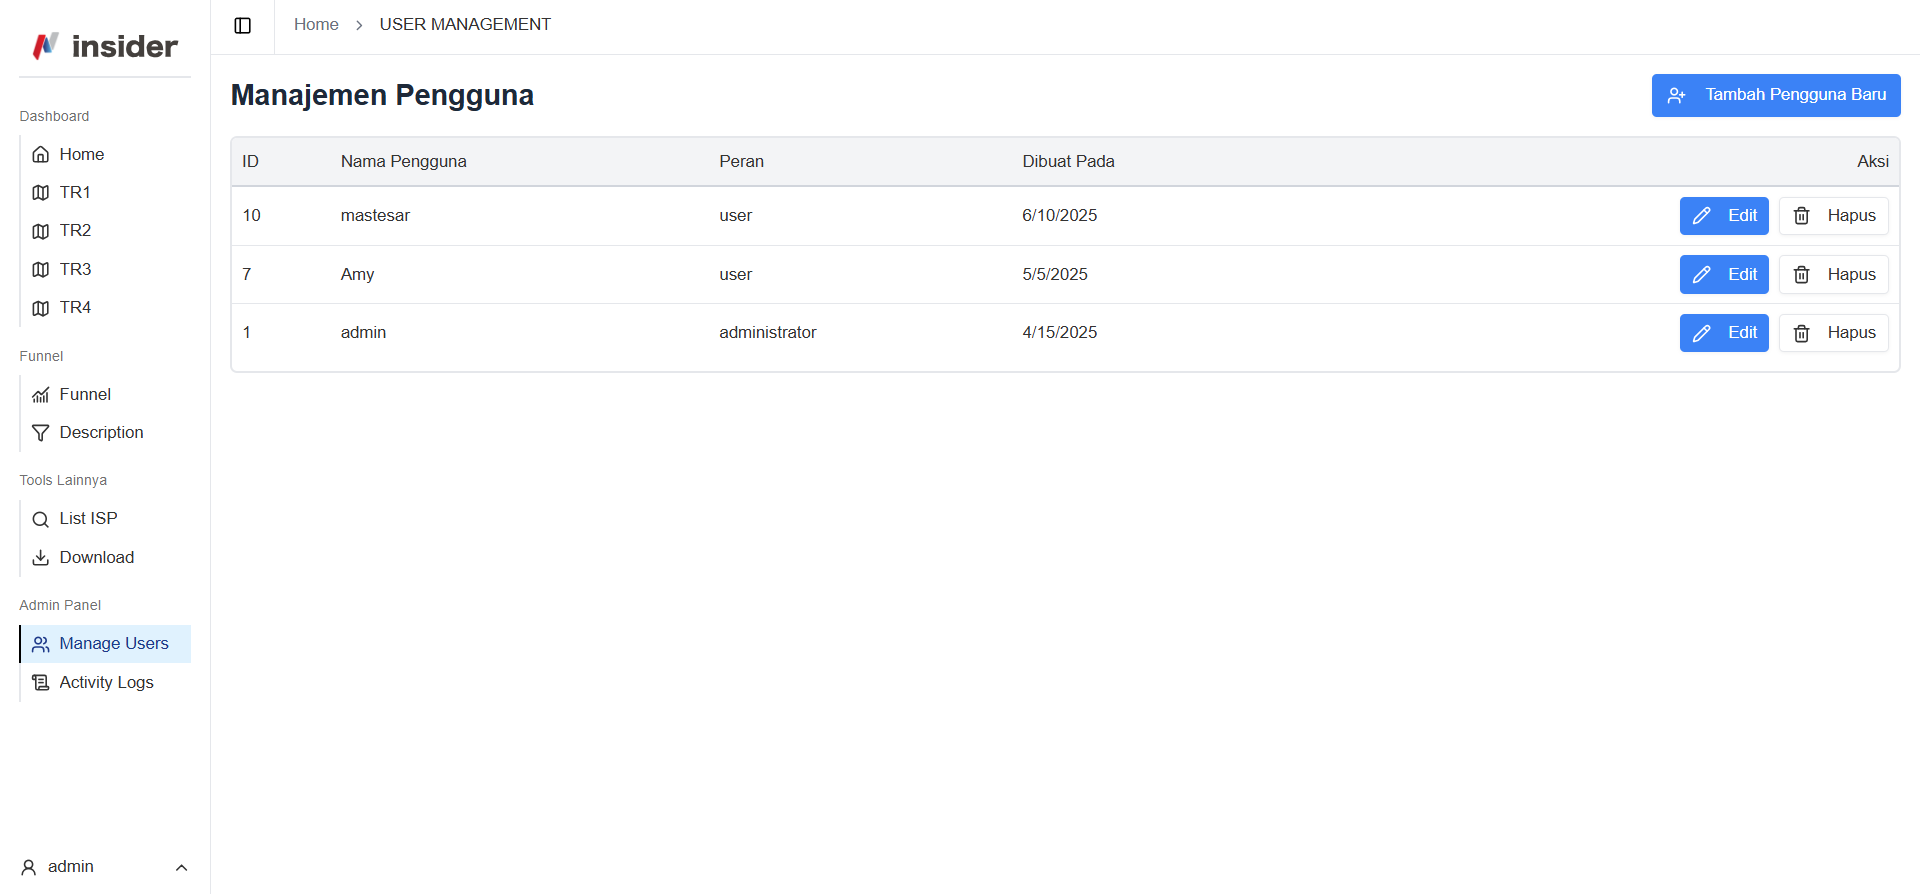 insider
Home > USER MANAGEMENT
Manajemen Pengguna
Tambah Pengguna Baru
Dashboard
Home
TR1
TR2
TR3
TR4
Funnel
Funnel
Description
Tools Lainnya
List ISP
Download
Admin Panel
Manage Users
Activity Logs
admin
ID Nama Pengguna Peran Dibuat Pada Aksi
10 mastesar user 6/10/2025 Edit Hapus
7 Amy user 5/5/2025 Edit Hapus
1 admin administrator 4/15/2025 Edit Hapus